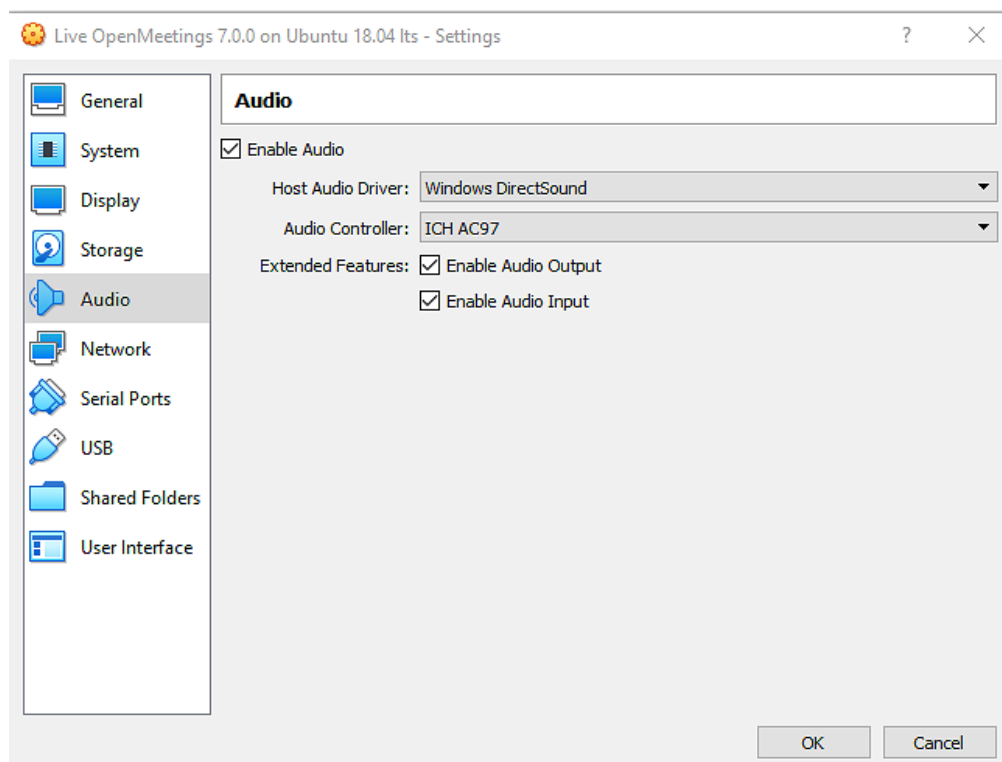 Live OpenMeetings 7.0.0 on Ubuntu 18.04 lts - Settings
?
General
System
Display
Storage
Audio
Network
Serial Ports
USB
Shared Folders
User Interface
Audio
Enable Audio
Host Audio Driver: Windows DirectSound
Audio Controller: ICH AC97
Extended Features: Enable Audio Output
Enable Audio Input
OK
Cancel